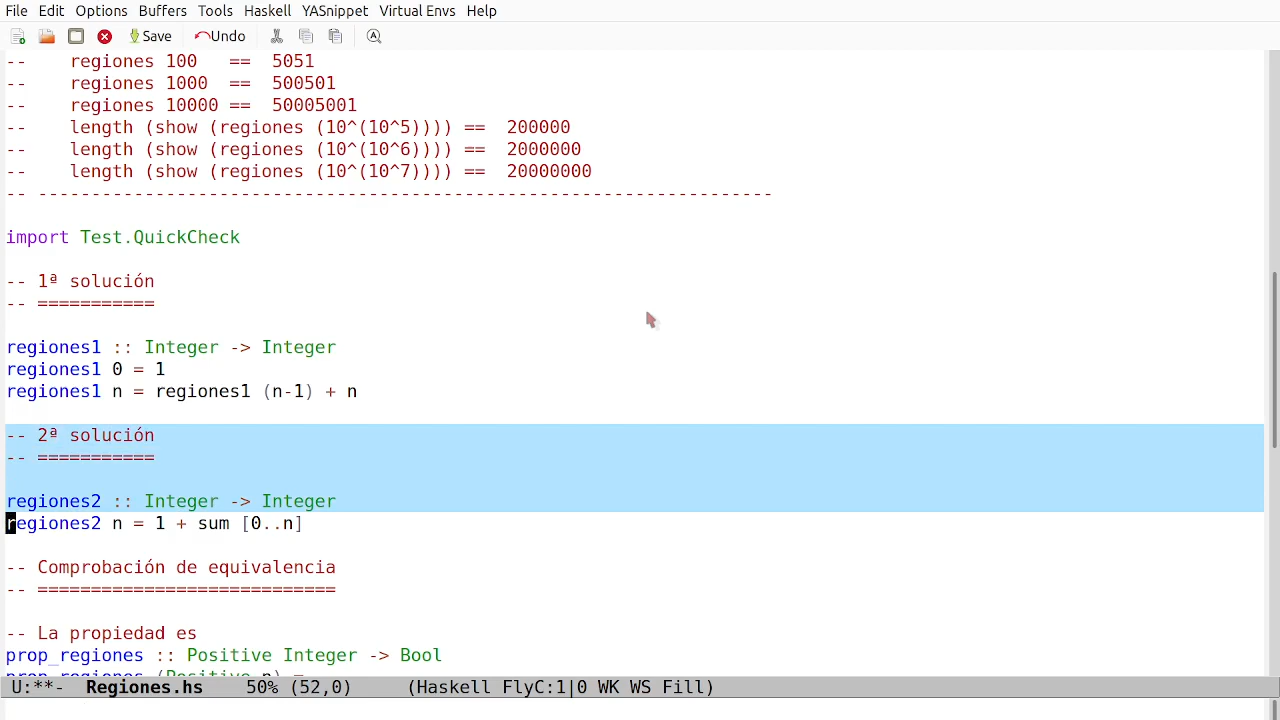 File Edit Options Buffers Tools Haskell YASnippet Virtual Envs Help
Save Undo
--    regiones 100   ==  5051
--    regiones 1000  ==  500501
--    regiones 10000 ==  50005001
--    length (show (regiones (10^(10^5)))) ==  200000
--    length (show (regiones (10^(10^6)))) ==  2000000
--    length (show (regiones (10^(10^7)))) ==  20000000
-- ---------------------------------------------------------------------
import Test.QuickCheck
-- 1ª solución
-- ===========
regiones1 :: Integer -> Integer
regiones1 0 = 1
regiones1 n = regiones1 (n-1) + n
-- 2ª solución
-- ===========
regiones2 :: Integer -> Integer
regiones2 n = 1 + sum [0..n]
-- Comprobación de equivalencia
-- ============================
-- La propiedad es
prop_regiones :: Positive Integer -> Bool
prop_regiones (Positive n) =
U:**-  Regiones.hs    50% (52,0)     (Haskell FlyC:1|0 WK WS Fill)